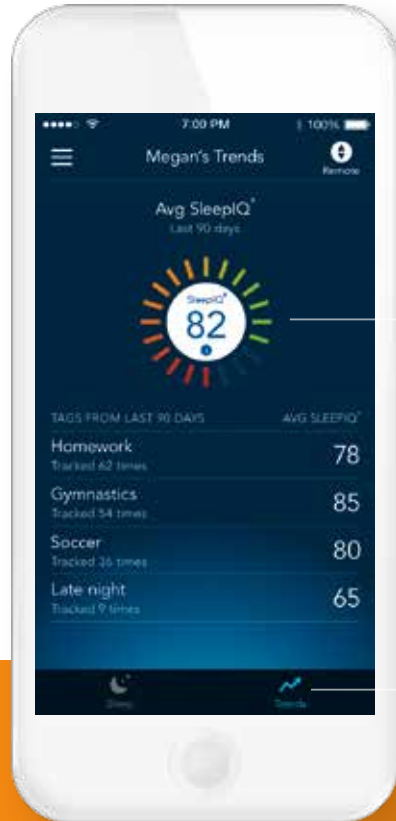 7:00 PM
100%
Megan's Trends
Remote
Avg SleepIQ®
Last 90 days
SleepIQ®
82
TAGS FROM LAST 90 DAYS AVG SLEEPIQ®
Homework
Tracked 62 times
78
Gymnastics
Tracked 54 times
85
Soccer
Tracked 36 times
80
Late night
Tracked 9 times
65
Sleep
Trends